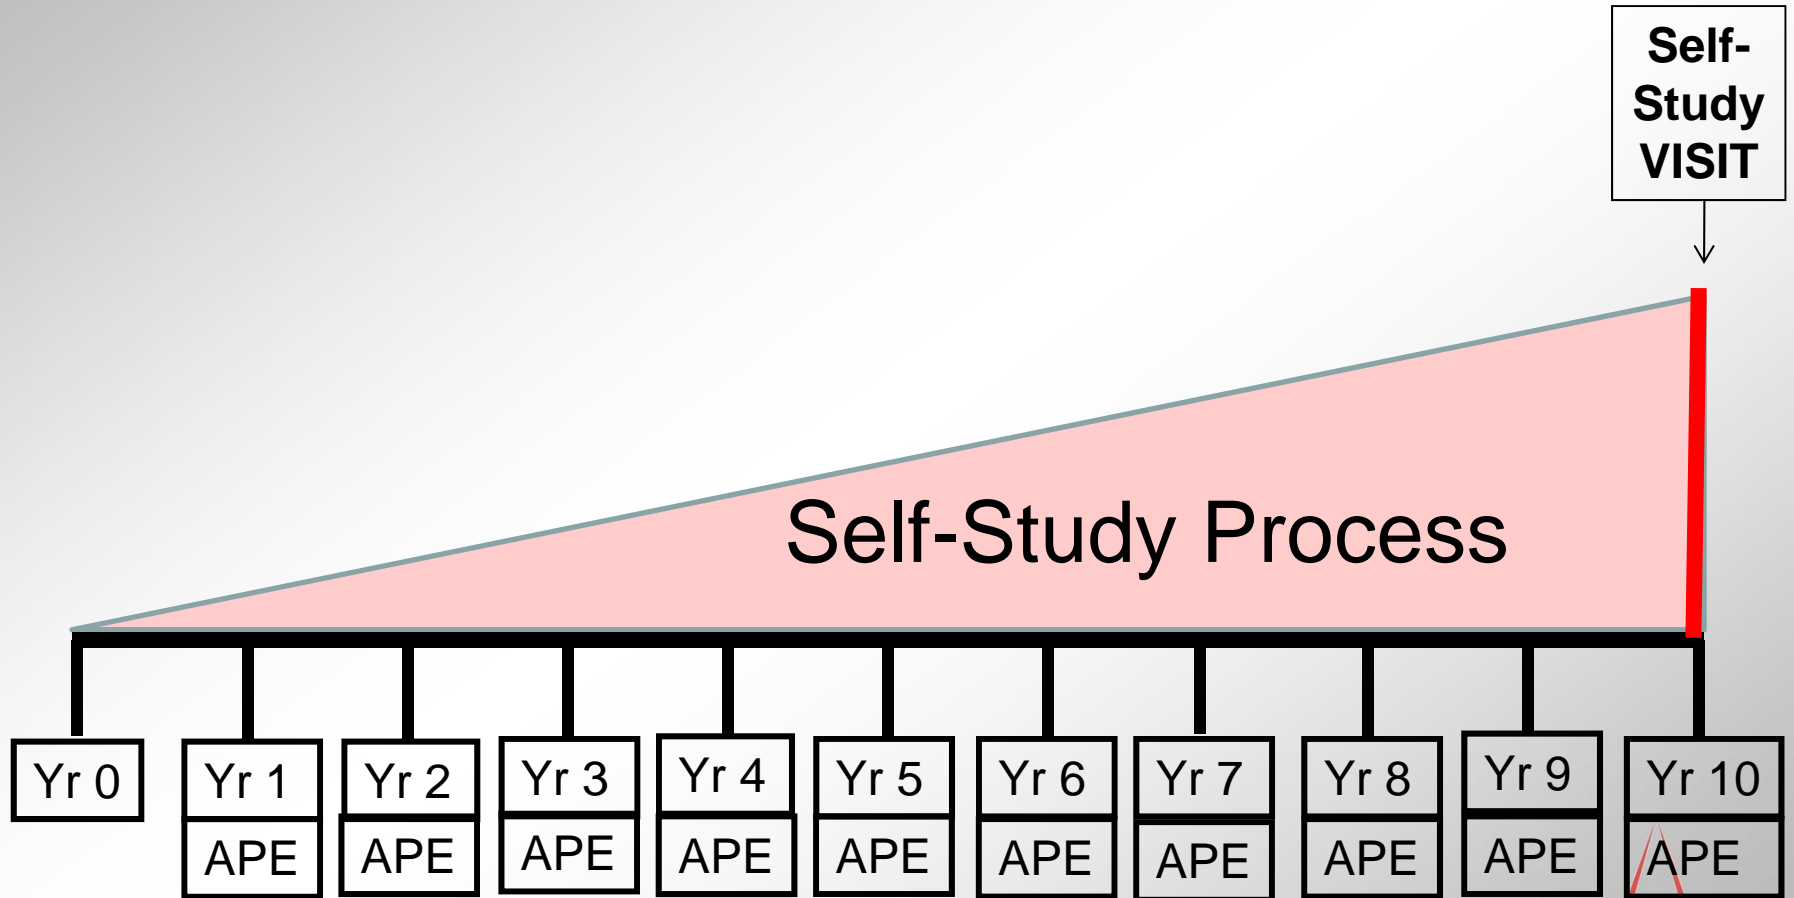 Self-
Study
VISIT
Self-Study Process
Yr 0
Yr 1
Yr 2
Yr 3
Yr 4
Yr 5
Yr 6
Yr 7
Yr 8
Yr 9
Yr 10
APE
APE
APE
APE
APE
APE
APE
APE
APE
APE